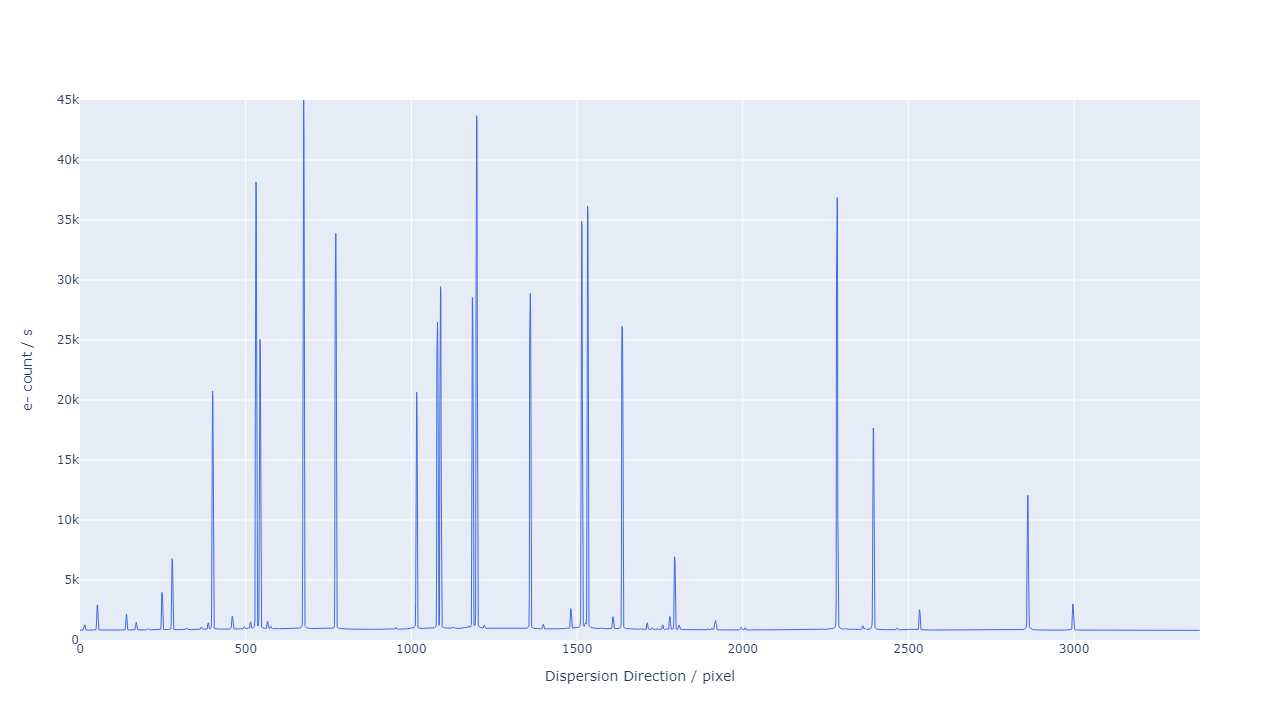 45k
40k
35k
30k
25k
20k
15k
10k
5k
0
0 500 1000 1500 2000 2500 3000
e- count / s
Dispersion Direction / pixel